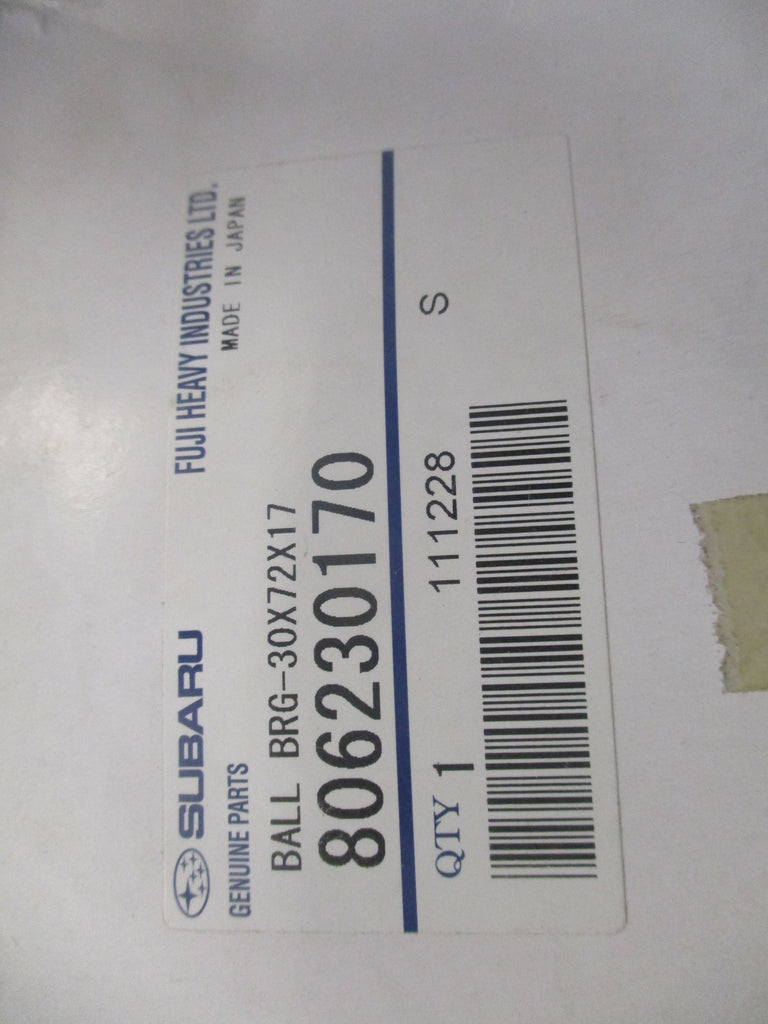 SUBARU
FUJI HEAVY INDUSTRIES LTD.
GENUINE PARTS
MADE IN JAPAN
BALL BRG-30X72X17
806230170
QTY 1
111228
S